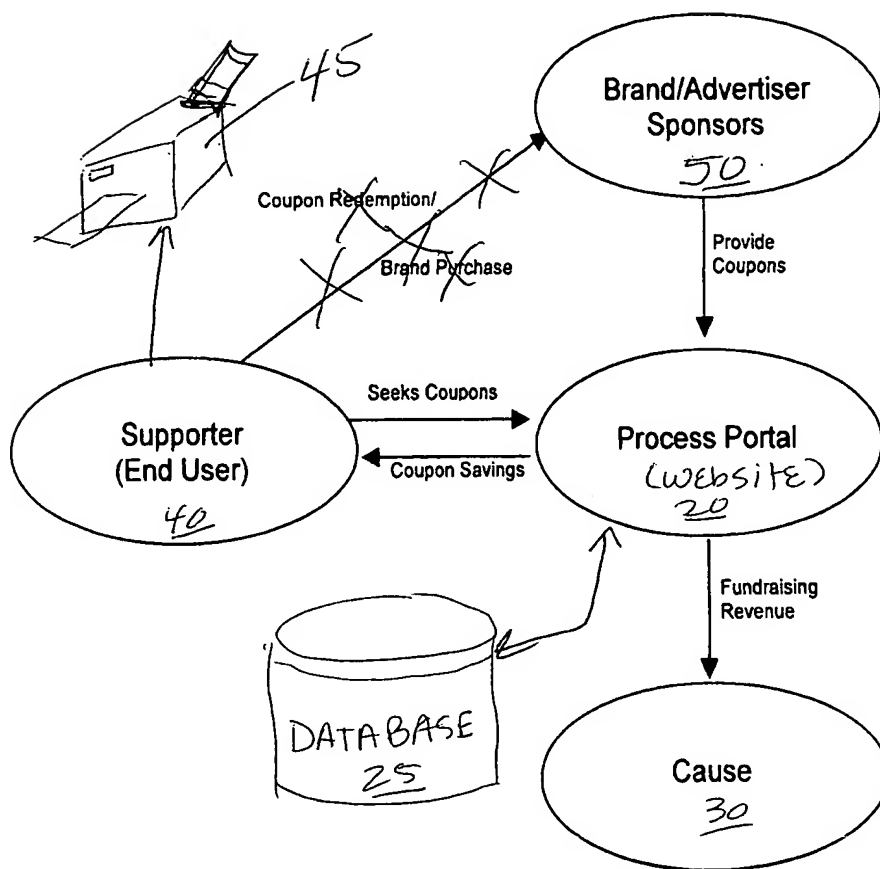 45
Brand/Advertiser
Sponsors
50
Coupon Redemption/
Brand Purchase
Provide
Coupons
Seeks Coupons
Coupon Savings
Supporter
(End User)
40
Process Portal
(WEBSITE)
20
Fundraising
Revenue
DATABASE
25
Cause
30